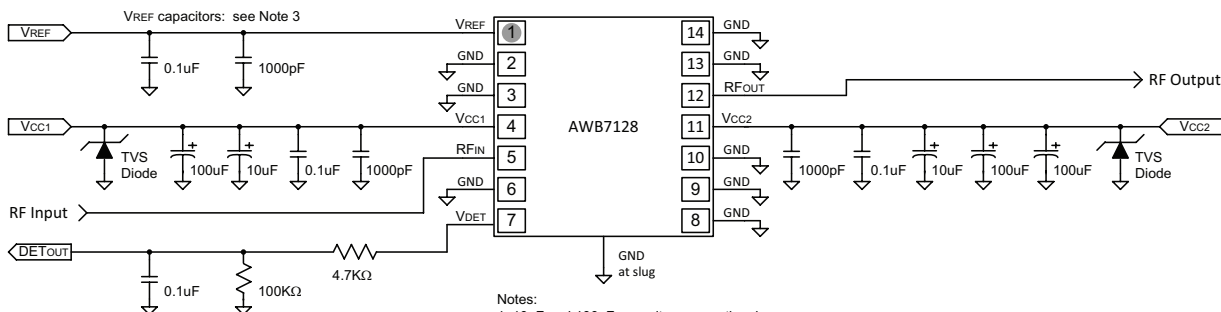 VREF capacitors: see Note 3
VREF
VREF
0.1uF
1000pF
VCC1
TVS
Diode
100uF
10uF
0.1uF
1000pF
RF Input
DETOUT
0.1uF
100KΩ
4.7KΩ
GND
GND
VCC1
RFIN
GND
VDET
1
2
3
4
5
6
7
AWB7128
14
13
12
11
10
9
8
GND
GND
RFOUT
VCC2
GND
GND
GND
RF Output
VCC2
1000pF
0.1uF
10uF
100uF
100uF
TVS
Diode
GND
at slug
Notes: